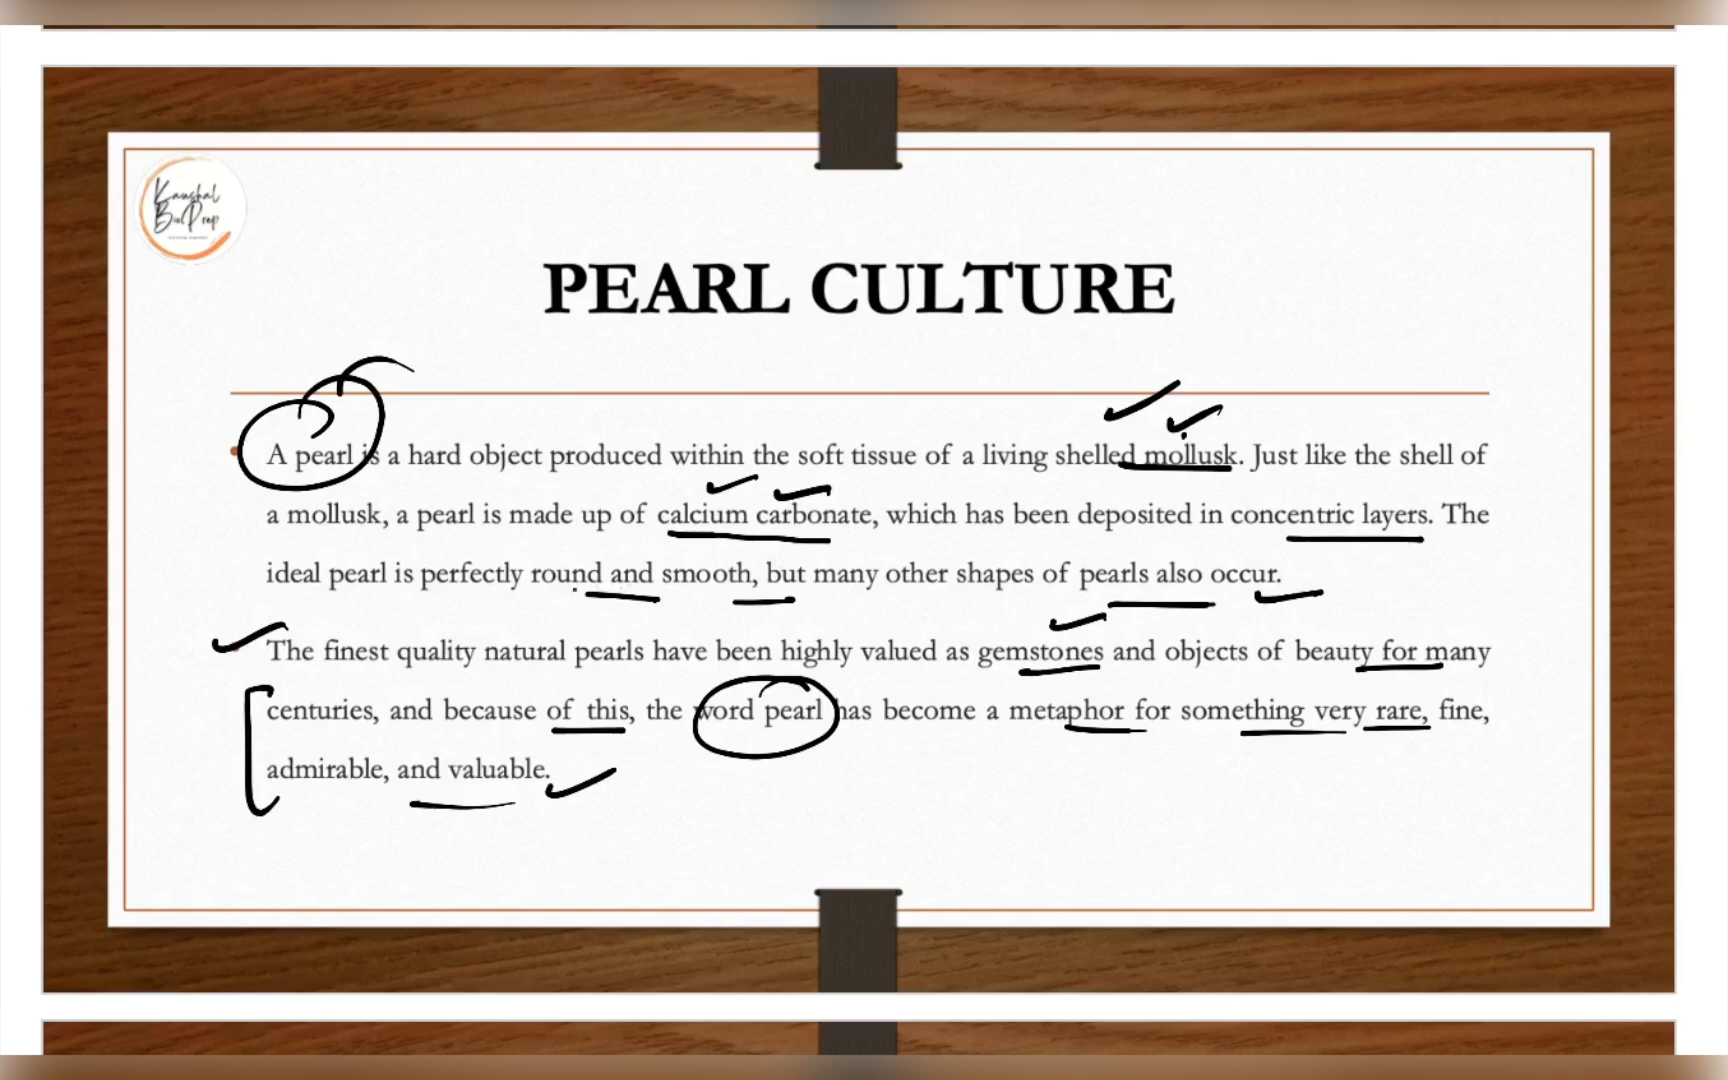 Kaushal
BioPrep
PEARL CULTURE
A pearl is a hard object produced within the soft tissue of a living shelled mollusk. Just like the shell of
a mollusk, a pearl is made up of calcium carbonate, which has been deposited in concentric layers. The
ideal pearl is perfectly round and smooth, but many other shapes of pearls also occur.
The finest quality natural pearls have been highly valued as gemstones and objects of beauty for many
centuries, and because of this, the word pearl has become a metaphor for something very rare, fine,
admirable, and valuable.